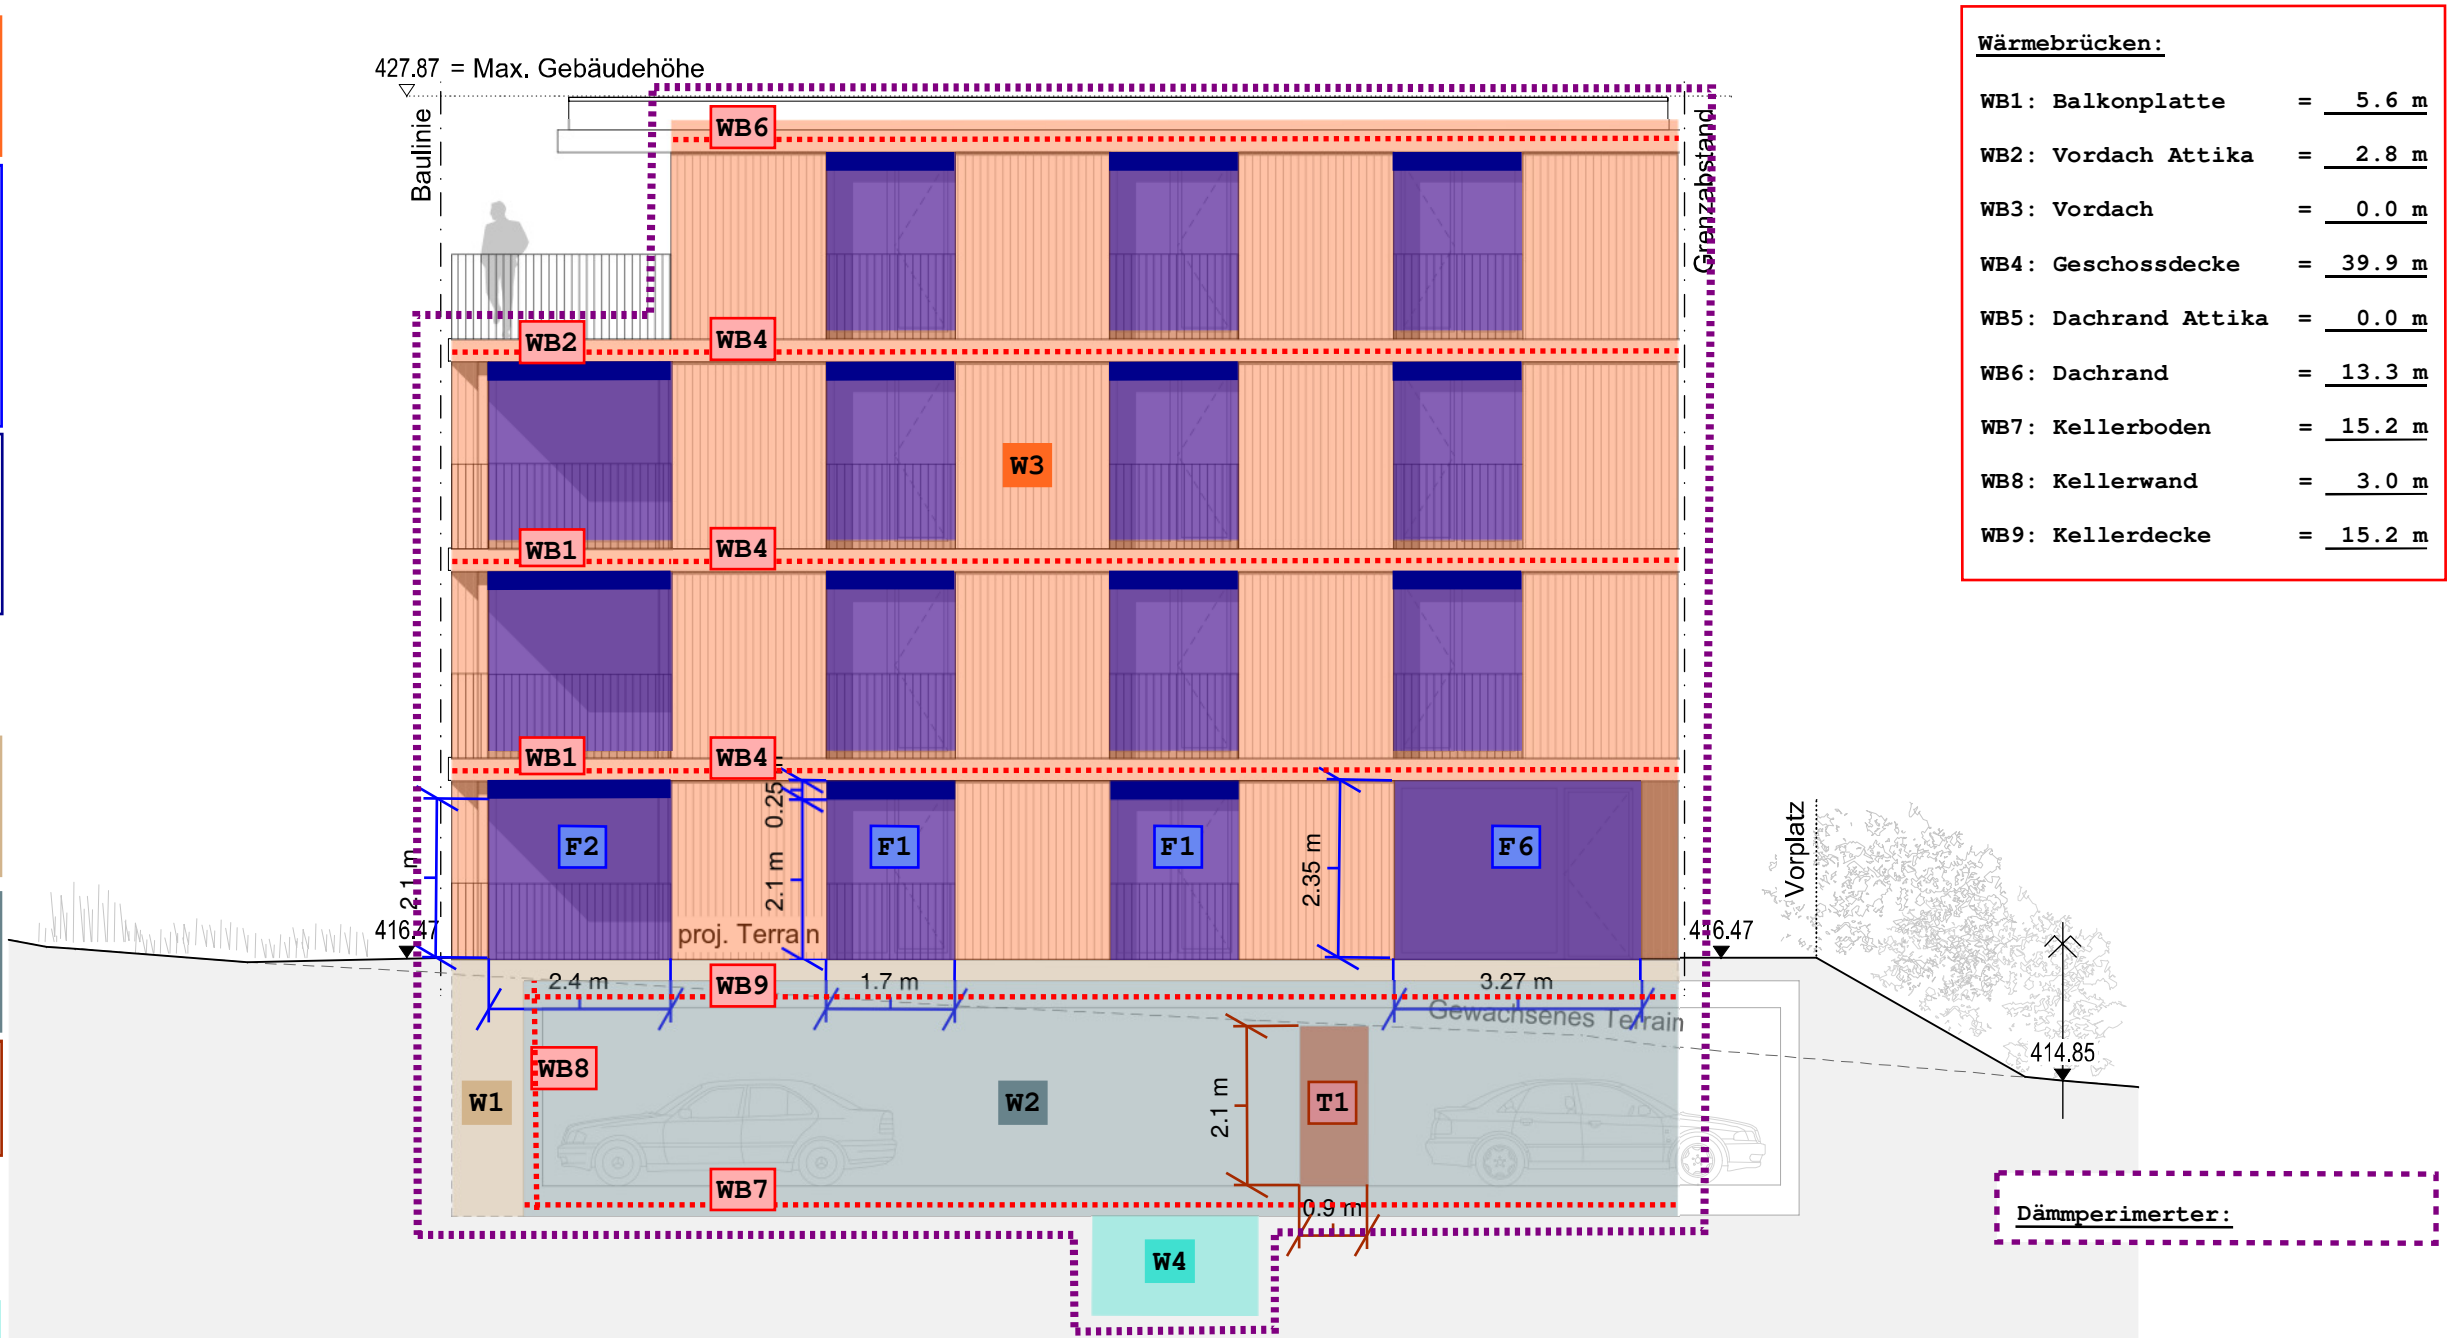 427.87 = Max. Gebäudehöhe
Baulinie
Grenzabstand
WB6
WB2
WB4
W3
WB1
WB4
WB1
WB4
0.25
F2
F1
F1
F6
2.1 m
2.1 m
2.35 m
Vorplatz
416.47
proj. Terrain
416.47
2.4 m
WB9
1.7 m
3.27 m
Gewachsenes Terrain
WB8
W1
W2
2.1 m
T1
414.85
WB7
0.9 m
W4
Wärmebrücken:
WB1: Balkonplatte = 5.6 m
WB2: Vordach Attika = 2.8 m
WB3: Vordach = 0.0 m
WB4: Geschossdecke = 39.9 m
WB5: Dachrand Attika = 0.0 m
WB6: Dachrand = 13.3 m
WB7: Kellerboden = 15.2 m
WB8: Kellerwand = 3.0 m
WB9: Kellerdecke = 15.2 m
Dämmperimerter: